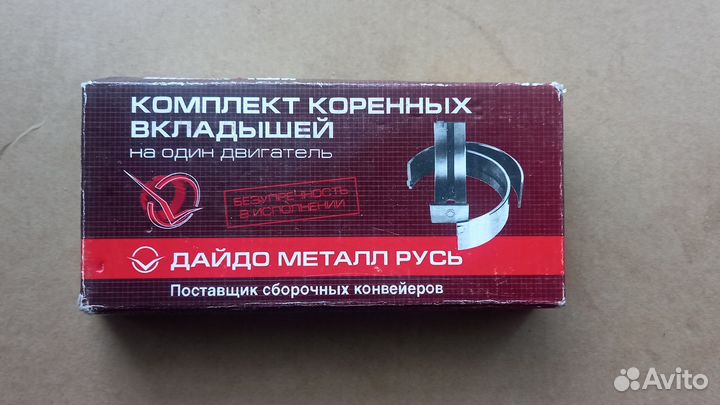 КОМПЛЕКТ КОРЕННЫХ
ВКЛАДЫШЕЙ
на один двигатель
БЕЗУПРЕЧНОСТЬ
В ИСПОЛНЕНИИ
ДАЙДО МЕТАЛЛ РУСЬ
Поставщик сборочных конвейеров
Avito